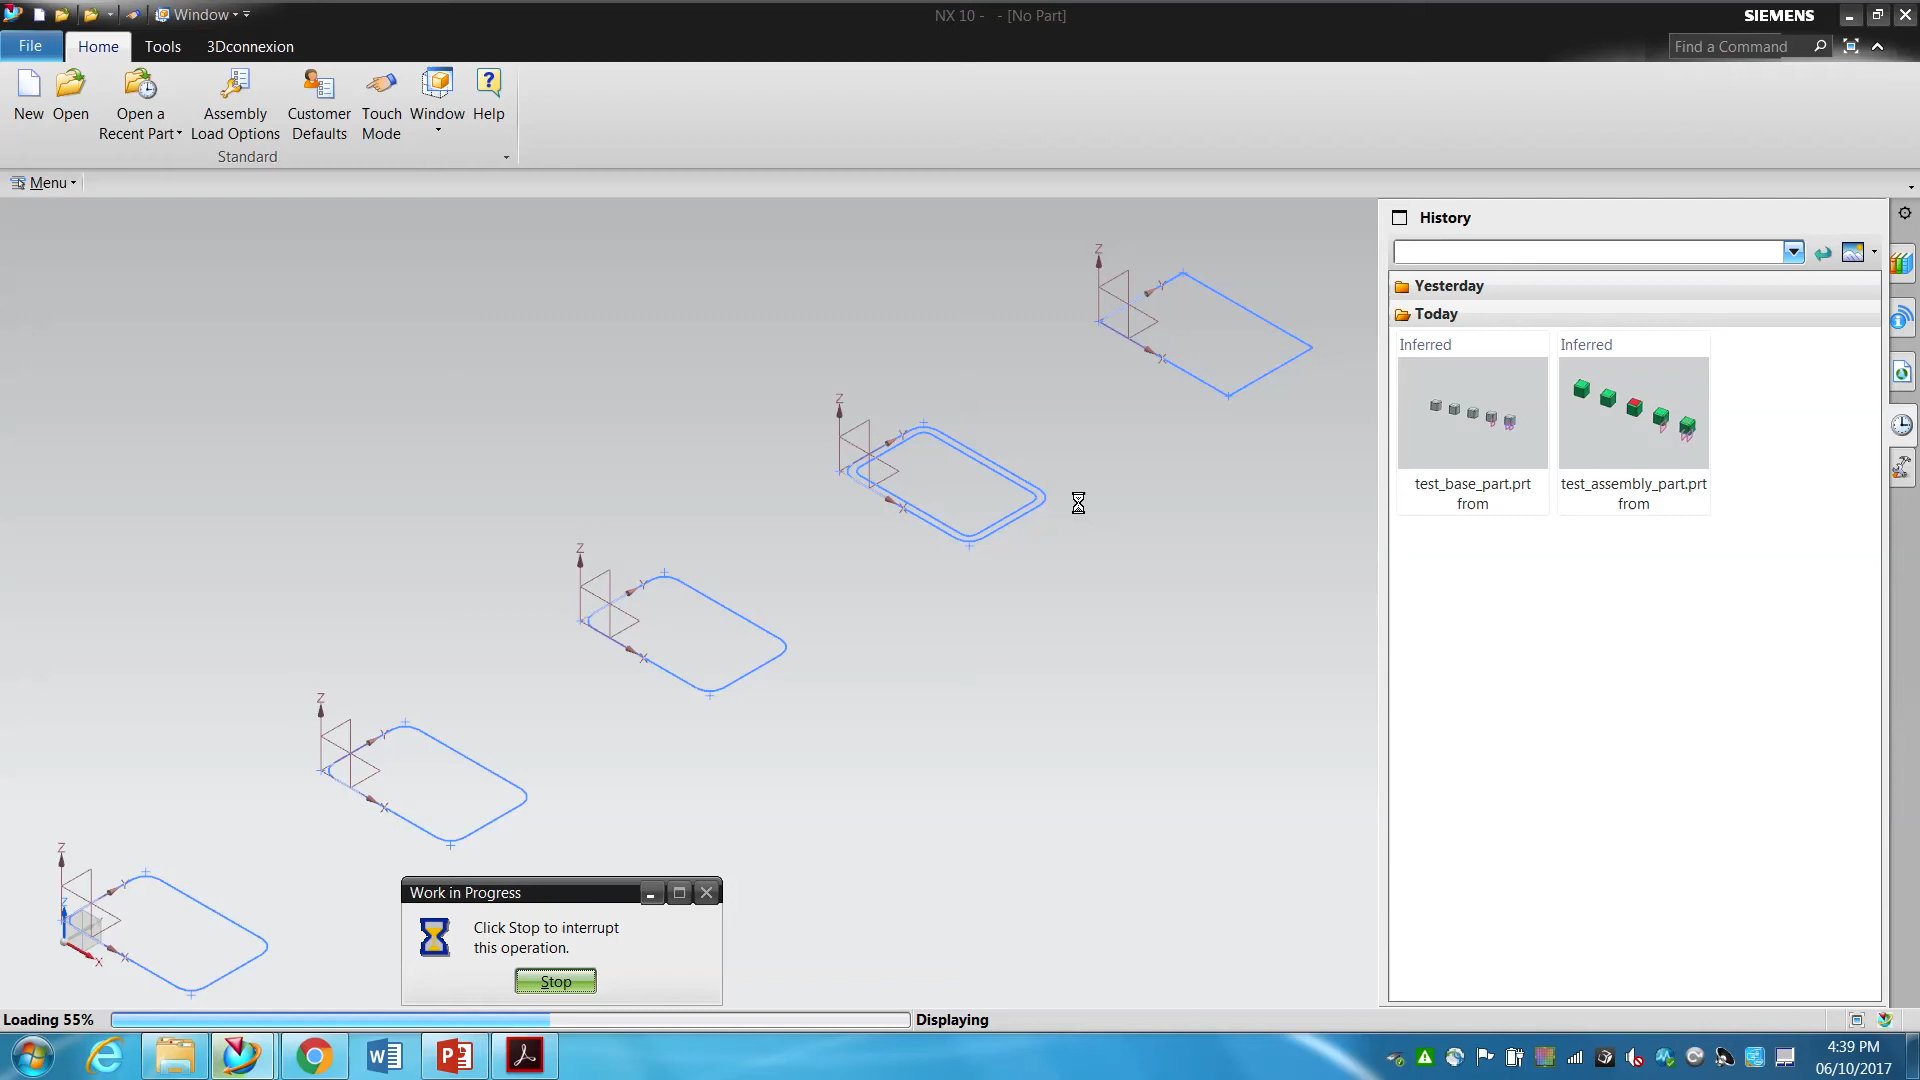 Window
NX 10 - - [No Part]
SIEMENS
File
Home
Tools
3Dconnexion
Find a Command
New
Open
Open a
Recent Part
Assembly
Load Options
Customer
Defaults
Touch
Mode
Window
Help
Standard
Menu
History
Yesterday
Today
Inferred
Inferred
test_base_part.prt
from
test_assembly_part.prt
from
Z
Y
X
Z
Y
X
Z
Y
X
Z
Y
X
Z
Y
X
Z
X
Work in Progress
Click Stop to interrupt
this operation.
Stop
Loading 55%
Displaying
4:39 PM
06/10/2017